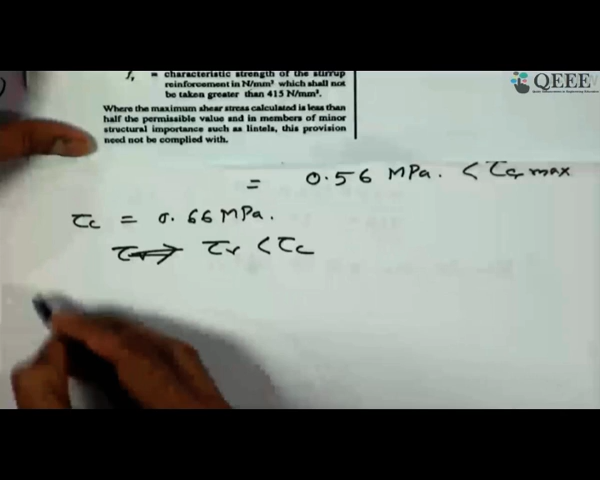 QEEE
= characteristic strength of the stirrup
reinforcement in N/mm² which shall not
be taken greater than 415 N/mm².
Where the maximum shear stress calculated is less than
half the permissible value and in members of minor
structural importance such as lintels, this provision
need not be complied with.
= 0.56 MPa. < τc, max
τc = 0.66 MPa.
⇒ τv < τc